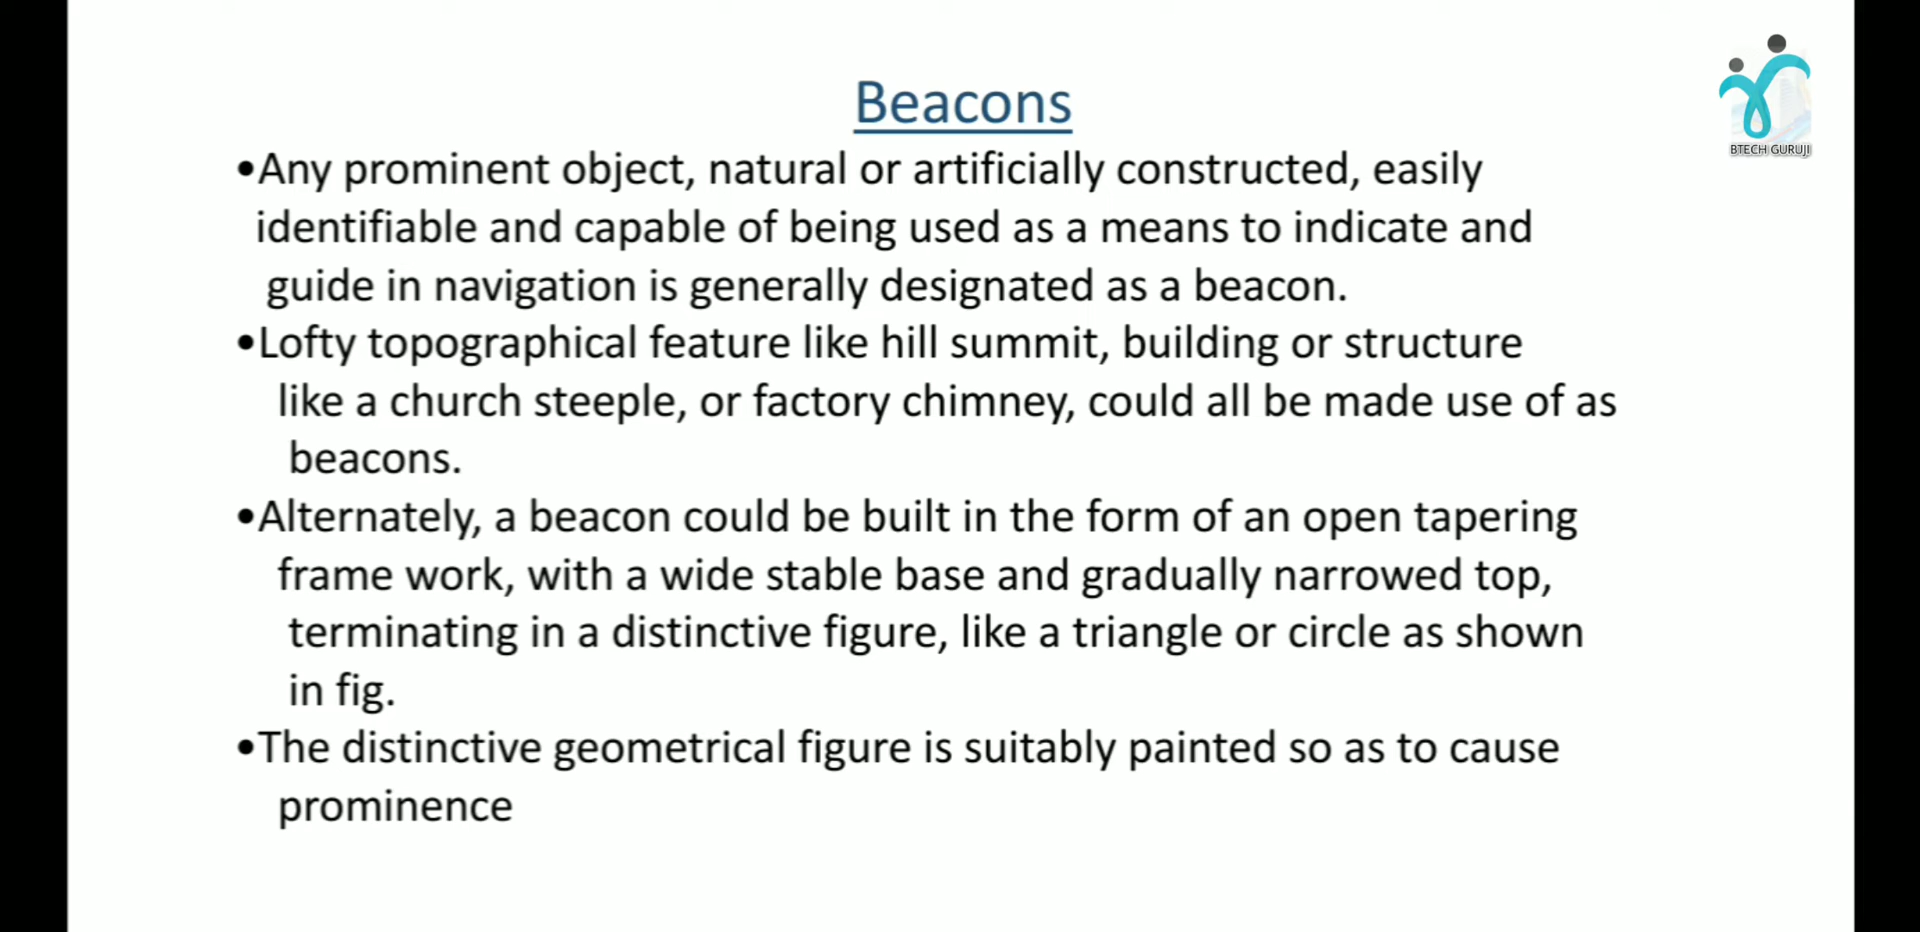 Beacons
BTECH GURUJI
•Any prominent object, natural or artificially constructed, easily
identifiable and capable of being used as a means to indicate and
guide in navigation is generally designated as a beacon.
•Lofty topographical feature like hill summit, building or structure
like a church steeple, or factory chimney, could all be made use of as
beacons.
•Alternately, a beacon could be built in the form of an open tapering
frame work, with a wide stable base and gradually narrowed top,
terminating in a distinctive figure, like a triangle or circle as shown
in fig.
•The distinctive geometrical figure is suitably painted so as to cause
prominence